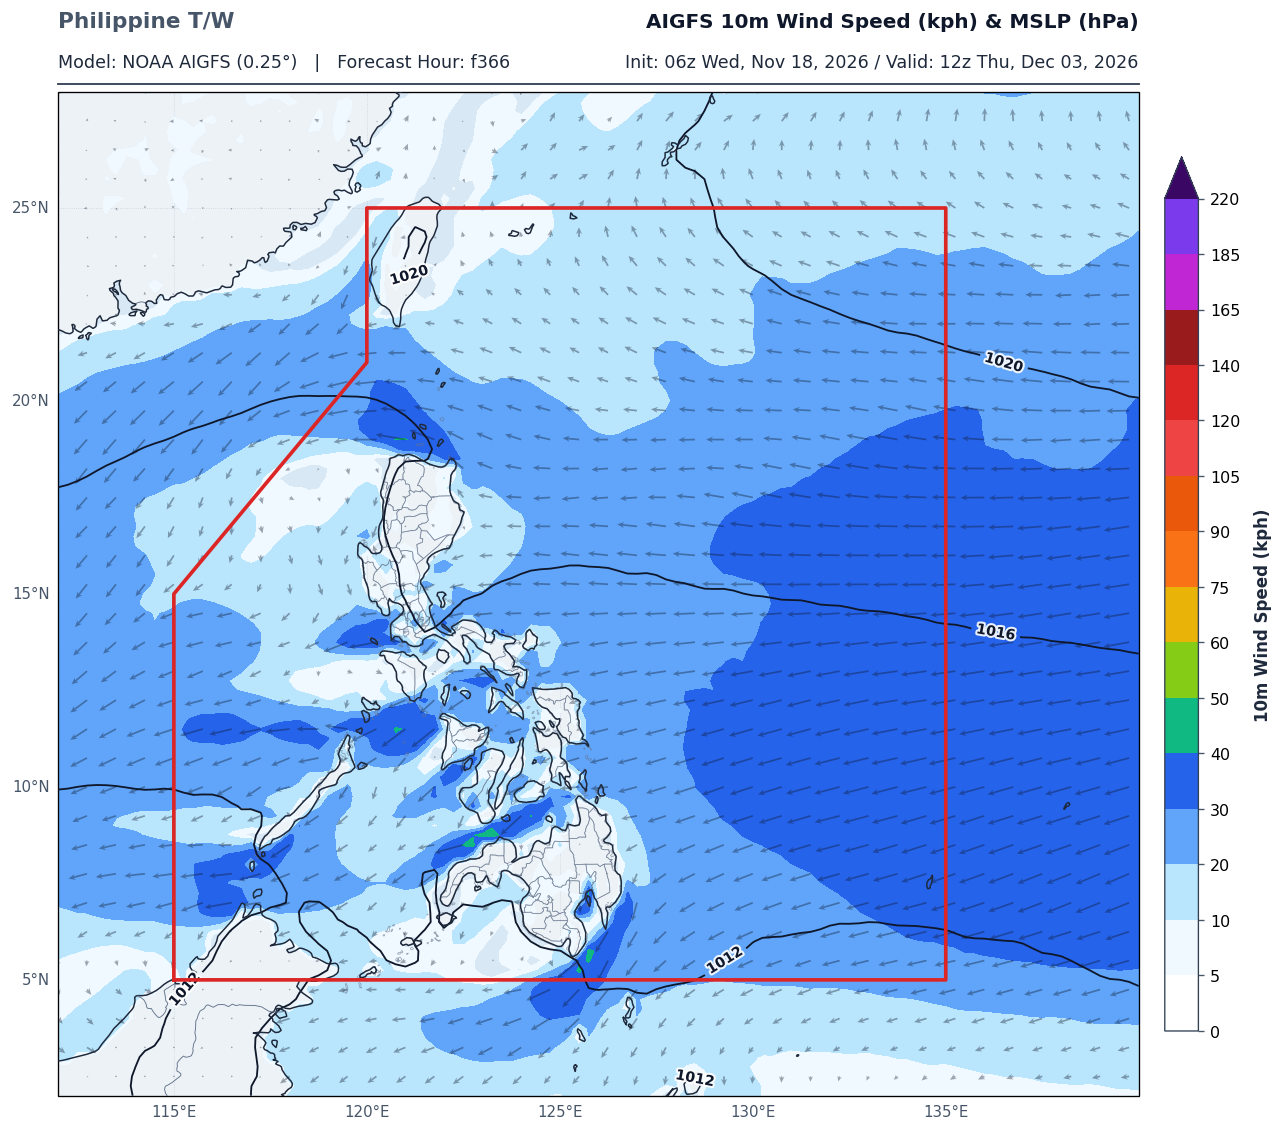 Philippine T/W
AIGFS 10m Wind Speed (kph) & MSLP (hPa)
Model: NOAA AIGFS (0.25°) | Forecast Hour: f366
Init: 06z Wed, Nov 18, 2026 / Valid: 12z Thu, Dec 03, 2026
25°N
20°N
15°N
10°N
5°N
115°E
120°E
125°E
130°E
135°E
1020
1020
1016
1012
1012
1012
220
185
165
140
120
105
90
75
60
50
40
30
20
10
5
0
10m Wind Speed (kph)